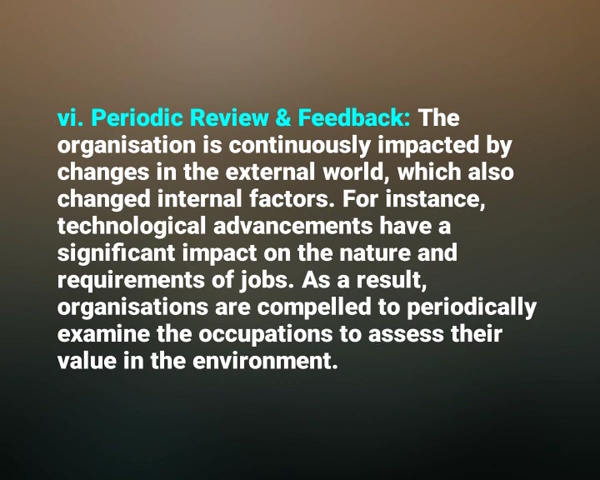 vi. Periodic Review & Feedback: The
organisation is continuously impacted by
changes in the external world, which also
changed internal factors. For instance,
technological advancements have a
significant impact on the nature and
requirements of jobs. As a result,
organisations are compelled to periodically
examine the occupations to assess their
value in the environment.